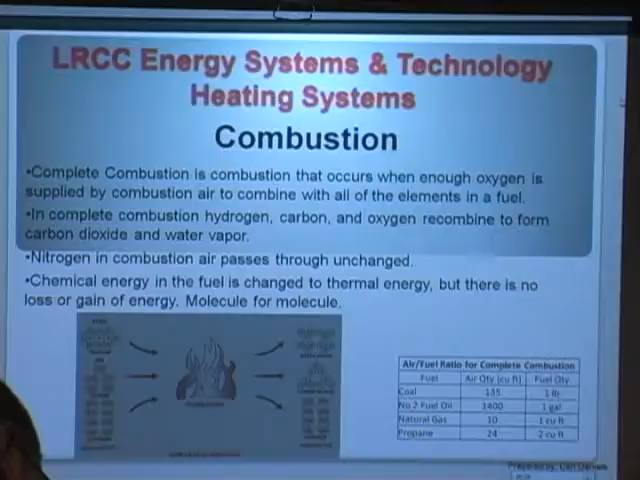 LRCC Energy Systems & Technology
Heating Systems
Combustion
•Complete Combustion is combustion that occurs when enough oxygen is
supplied by combustion air to combine with all of the elements in a fuel.
•In complete combustion hydrogen, carbon, and oxygen recombine to form
carbon dioxide and water vapor.
•Nitrogen in combustion air passes through unchanged.
•Chemical energy in the fuel is changed to thermal energy, but there is no
loss or gain of energy. Molecule for molecule.
Air/Fuel Ratio for Complete Combustion
Fuel Air Qty (cu ft) Fuel Qty
Coal 135 1 lb
No 2 Fuel Oil 1400 1 gal
Natural Gas 10 1 cu ft
Propane 24 2 cu ft
Prepared by: